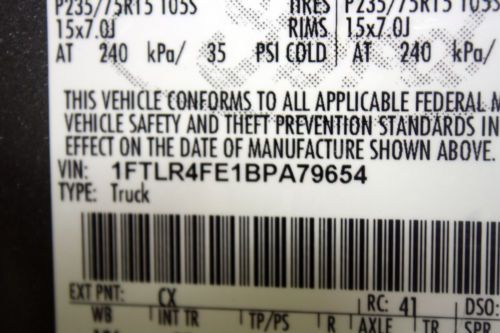 P235/75R15 105S TIRES P235/75R15 105S
15x7.0J RIMS 15x7.0J
AT 240 kPa/ 35 PSI COLD AT 240 kPa/
THIS VEHICLE CONFORMS TO ALL APPLICABLE FEDERAL M
VEHICLE SAFETY AND THEFT PREVENTION STANDARDS IN
EFFECT ON THE DATE OF MANUFACTURE SHOWN ABOVE.
VIN: 1FTLR4FE1BPA79654
TYPE: Truck
EXT PNT: CX RC: 41 DSO:
WB INT TR TP/PS R AXLE TR SPR